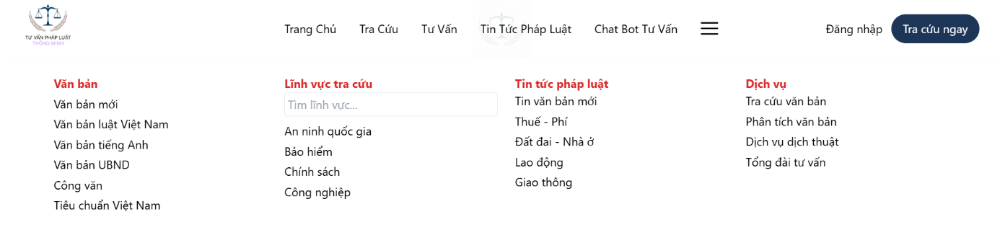 TƯ VẤN PHÁP LUẬT
THÔNG MINH
Trang Chủ
Tra Cứu
Tư Vấn
Tin Tức Pháp Luật
Chat Bot Tư Vấn
Đăng nhập
Tra cứu ngay
Văn bản
Văn bản mới
Văn bản luật Việt Nam
Văn bản tiếng Anh
Văn bản UBND
Công văn
Tiêu chuẩn Việt Nam
Lĩnh vực tra cứu
Tìm lĩnh vực...
An ninh quốc gia
Bảo hiểm
Chính sách
Công nghiệp
Tin tức pháp luật
Tin văn bản mới
Thuế - Phí
Đất đai - Nhà ở
Lao động
Giao thông
Dịch vụ
Tra cứu văn bản
Phân tích văn bản
Dịch vụ dịch thuật
Tổng đài tư vấn